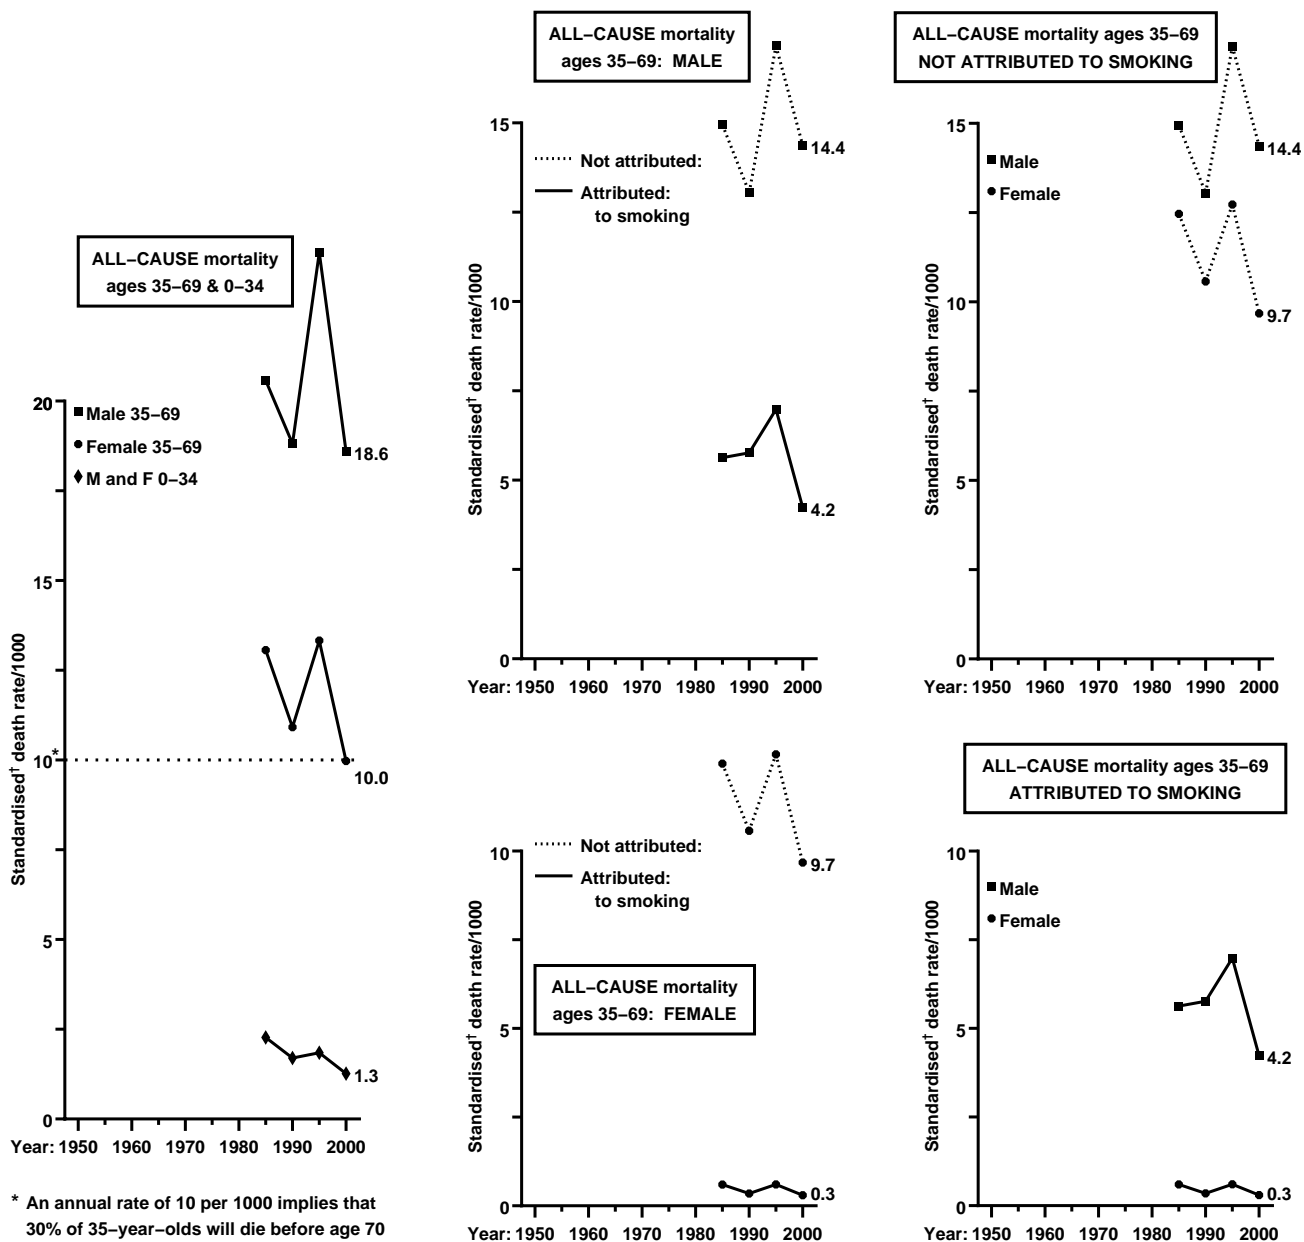 ALL–CAUSE mortality
ages 35–69 & 0–34
Standardised† death rate/1000
20
15
10*
5
0
Male 35–69
Female 35–69
M and F 0–34
18.6
10.0
1.3
Year: 1950 1960 1970 1980 1990 2000
* An annual rate of 10 per 1000 implies that
30% of 35–year–olds will die before age 70
ALL–CAUSE mortality
ages 35–69: MALE
Standardised† death rate/1000
15
10
5
0
Not attributed:
Attributed:
to smoking
14.4
4.2
Year: 1950 1960 1970 1980 1990 2000
ALL–CAUSE mortality ages 35–69
NOT ATTRIBUTED TO SMOKING
Standardised† death rate/1000
15
10
5
0
Male
Female
14.4
9.7
Year: 1950 1960 1970 1980 1990 2000
Standardised† death rate/1000
10
5
0
Not attributed:
Attributed:
to smoking
9.7
ALL–CAUSE mortality
ages 35–69: FEMALE
0.3
Year: 1950 1960 1970 1980 1990 2000
ALL–CAUSE mortality ages 35–69
ATTRIBUTED TO SMOKING
Standardised† death rate/1000
10
5
0
Male
Female
4.2
0.3
Year: 1950 1960 1970 1980 1990 2000